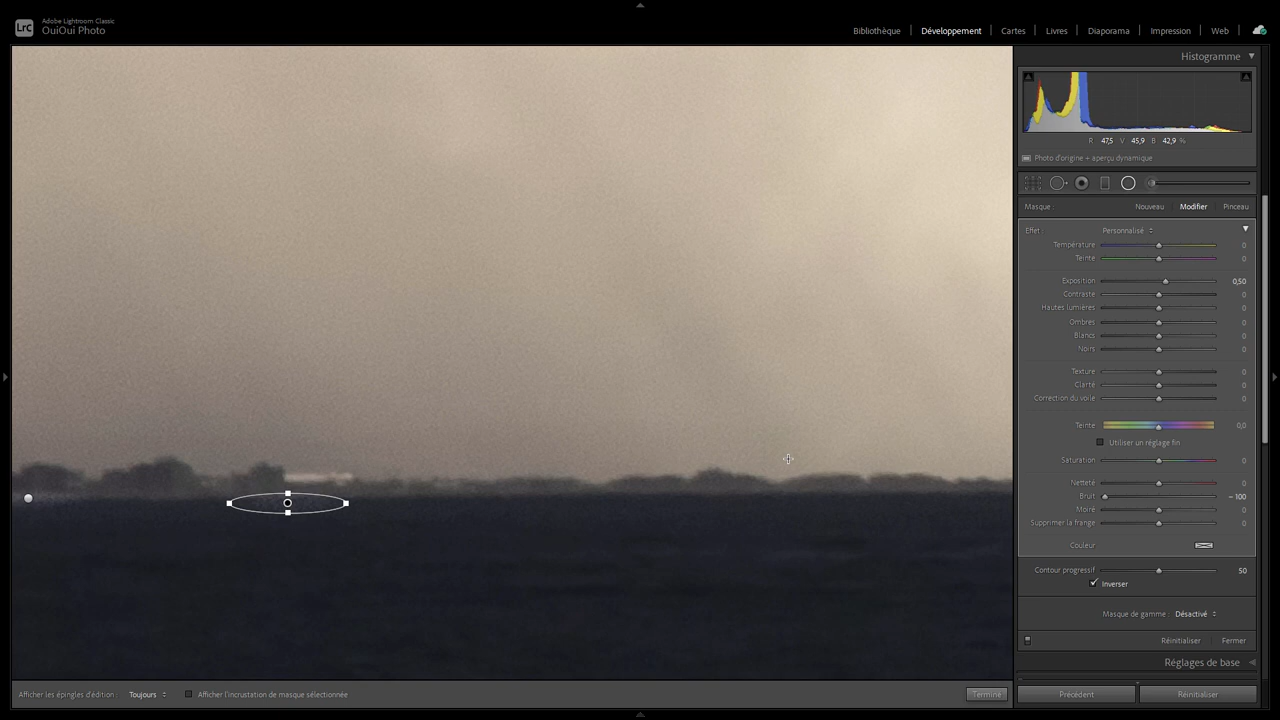 Lrc
Adobe Lightroom Classic
OuiOui Photo
Bibliothèque | Développement | Cartes | Livres | Diaporama | Impression | Web
Histogramme
R 47,5 V 45,9 B 42,9 %
Photo d'origine + aperçu dynamique
Masque : Nouveau Modifier Pinceau
Effet : Personnalisé
Température 0
Teinte 0
Exposition 0,50
Contraste 0
Hautes lumières 0
Ombres 0
Blancs 0
Noirs 0
Texture 0
Clarté 0
Correction du voile 0
Teinte 0,0
Utiliser un réglage fin
Saturation 0
Netteté 0
Bruit – 100
Moiré 0
Supprimer la frange 0
Couleur
Contour progressif 50
Inverser
Masque de gamme : Désactivé
Réinitialiser Fermer
Réglages de base
Afficher les épingles d'édition : Toujours Afficher l'incrustation de masque sélectionnée Terminé
Précédent Réinitialiser